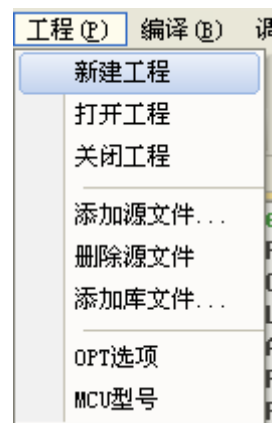 工程(P) 编译(B) 调
新建工程
打开工程
关闭工程
添加源文件...
删除源文件
添加库文件...
OPT选项
MCU型号